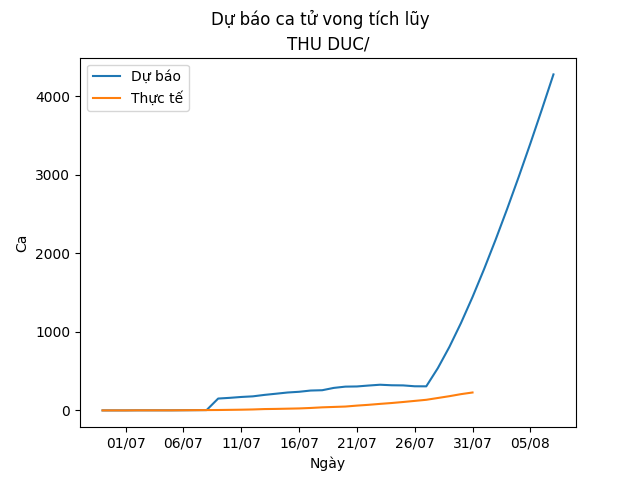 Dự báo ca tử vong tích lũy
THU DUC/
Dự báo
Thực tế
4000
3000
2000
1000
0
Ca
01/07 06/07 11/07 16/07 21/07 26/07 31/07 05/08
Ngày